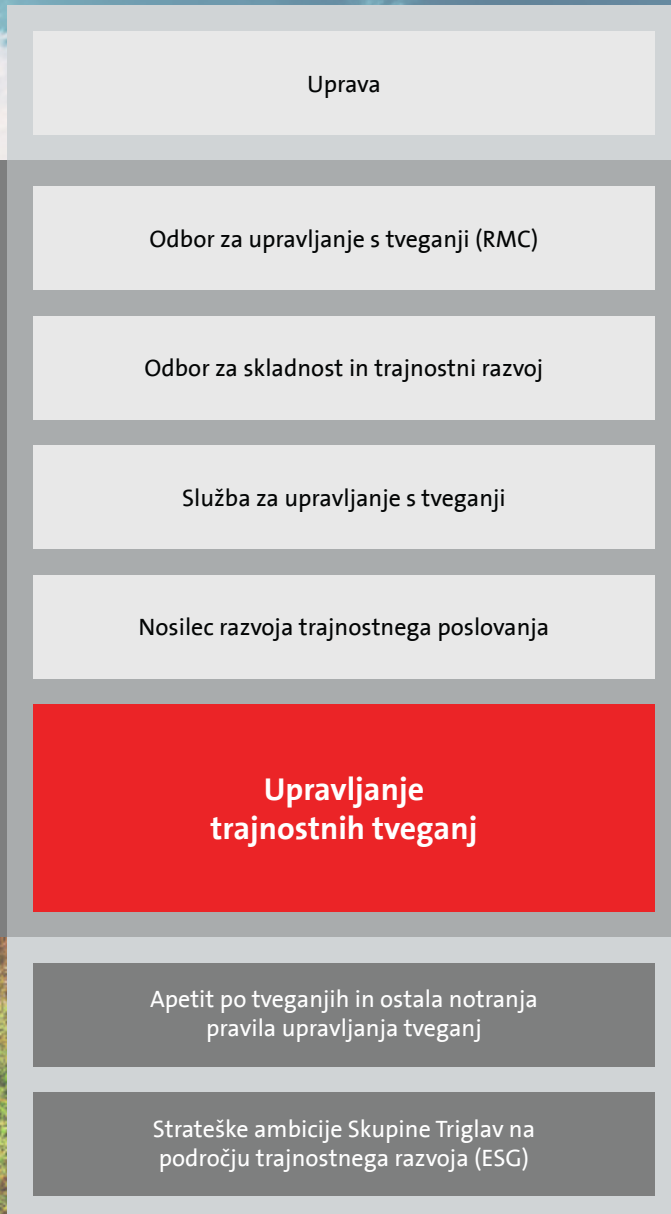 Uprava
Odbor za upravljanje s tveganji (RMC)
Odbor za skladnost in trajnostni razvoj
Služba za upravljanje s tveganji
Nosilec razvoja trajnostnega poslovanja
Upravljanje
trajnostnih tveganj
Apetit po tveganjih in ostala notranja
pravila upravljanja tveganj
Strateške ambicije Skupine Triglav na
področju trajnostnega razvoja (ESG)